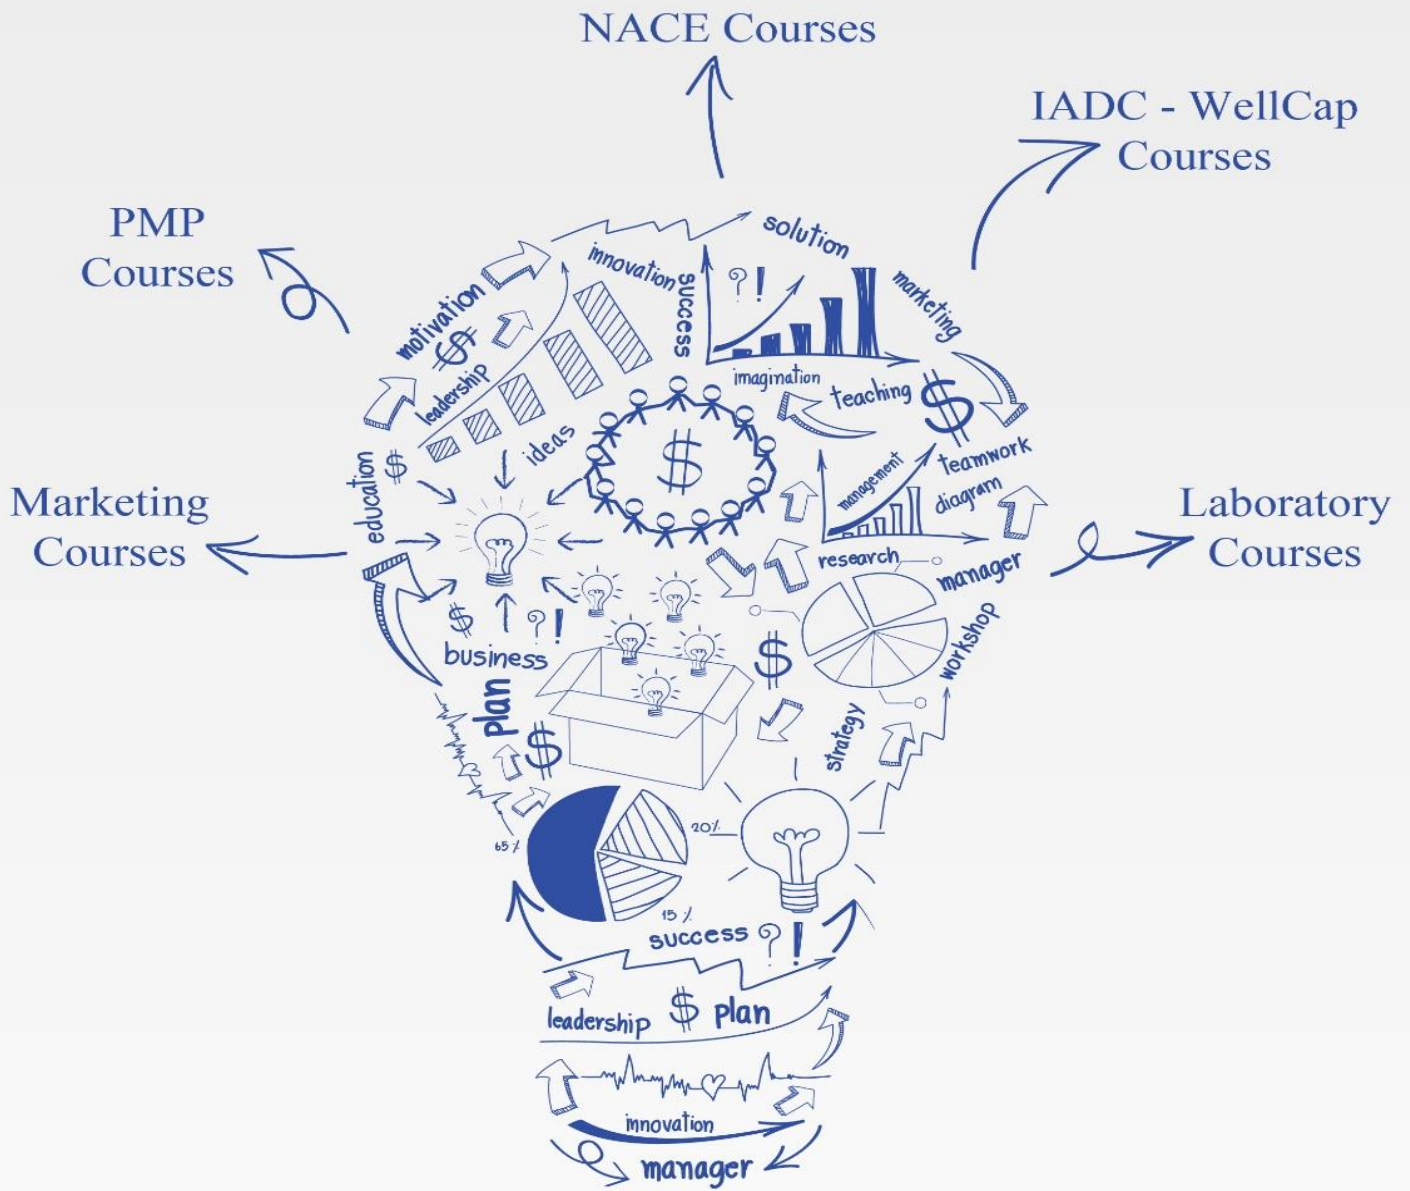 NACE Courses
IADC - WellCap
Courses
PMP
Courses
Marketing
Courses
Laboratory
Courses
solution
innovation
success
? !
marketing
motivation
$
leadership
imagination
teaching
$
ideas
$
education
$
management
teamwork
diagram
research
manager
workshop
$
? !
business
plan
$
$
strategy
65 %
20%
15 %
success ? !
leadership $ plan
innovation
manager